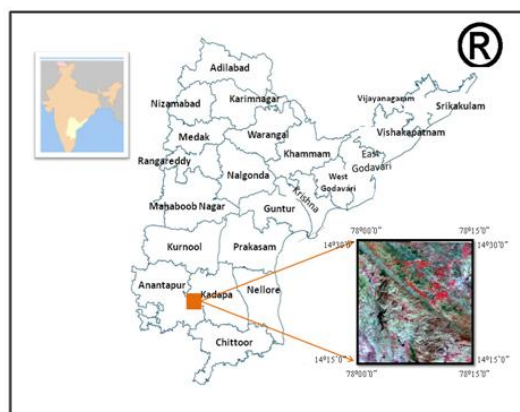 ®
Adilabad
Nizamabad
Karimnagar
Vijayanagaram
Srikakulam
Medak
Warangal
Vishakapatnam
Khammam
East
Godavari
Rangareddy
Nalgonda
West
Godavari
Krishna
Mahaboob Nagar
Guntur
78°00'0"
78°15'0"
14°30'0"
14°30'0"
Kurnool
Prakasam
Anantapur
Kadapa
Nellore
Chittoor
14°15'0"
14°15'0"
78°00'0"
78°15'0"